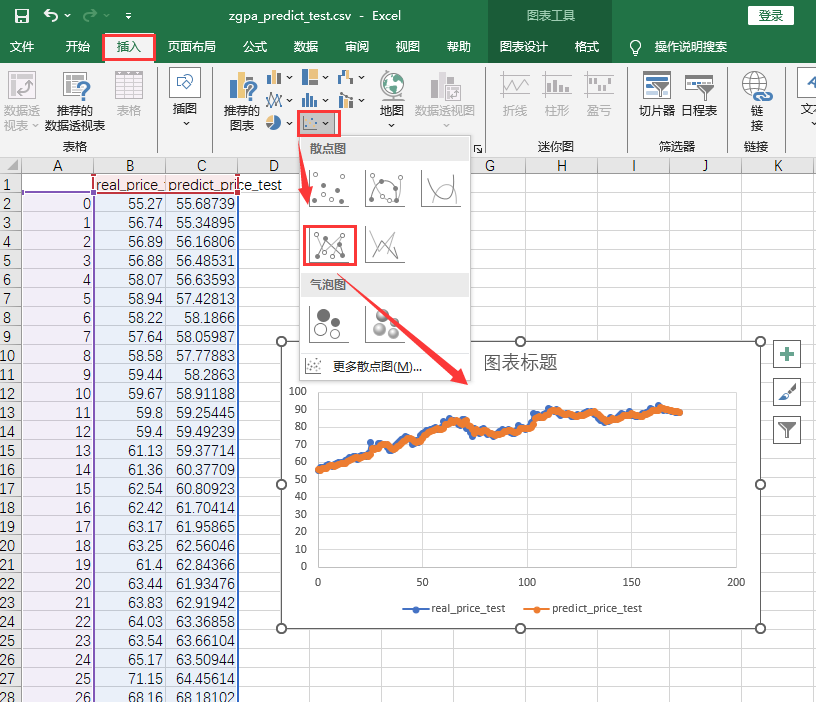 zgpa_predict_test.csv - Excel
图表工具
登录
文件 开始 插入 页面布局 公式 数据 审阅 视图 帮助 图表设计 格式 操作说明搜索
数据透视表
推荐的数据透视表
表格
表格
插图
推荐的图表
地图
数据透视图
折线
柱形
盈亏
迷你图
切片器
日程表
筛选器
链接
链接
散点图
气泡图
更多散点图(M)...
A B C D G H I J K
1 real_price_ predict_price_test
2 0 55.27 55.68739
3 1 56.74 55.34895
4 2 56.89 56.16806
5 3 56.88 56.48531
6 4 58.07 56.63593
7 5 58.94 57.42813
8 6 58.22 58.1866
9 7 57.64 58.05987
10 8 58.58 57.77883
11 9 59.44 58.2863
12 10 59.67 58.91188
13 11 59.8 59.25445
14 12 59.4 59.49239
15 13 61.13 59.37714
16 14 61.36 60.37709
17 15 62.54 60.80923
18 16 62.42 61.70414
19 17 63.17 61.95865
20 18 63.25 62.56046
21 19 61.4 62.84366
22 20 63.44 61.93476
23 21 63.83 62.91942
24 22 64.03 63.36858
25 23 63.54 63.66104
26 24 65.17 63.50944
27 25 71.15 64.45614
28 26 68.16 68.18102
图表标题
100
90
80
70
60
50
40
30
20
10
0
0 50 100 150 200
real_price_test predict_price_test